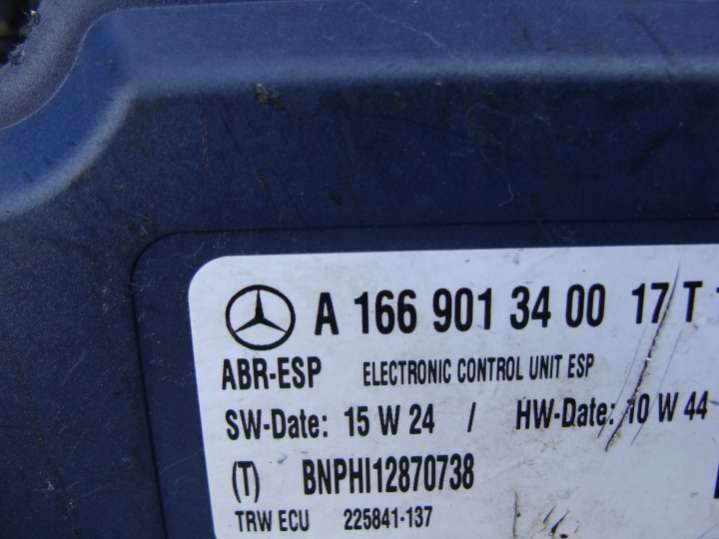 A 166 901 34 00 17 T
ABR-ESP ELECTRONIC CONTROL UNIT ESP
SW-Date: 15 W 24 / HW-Date: 10 W 44
(T) BNPHI12870738
TRW ECU 225841-137